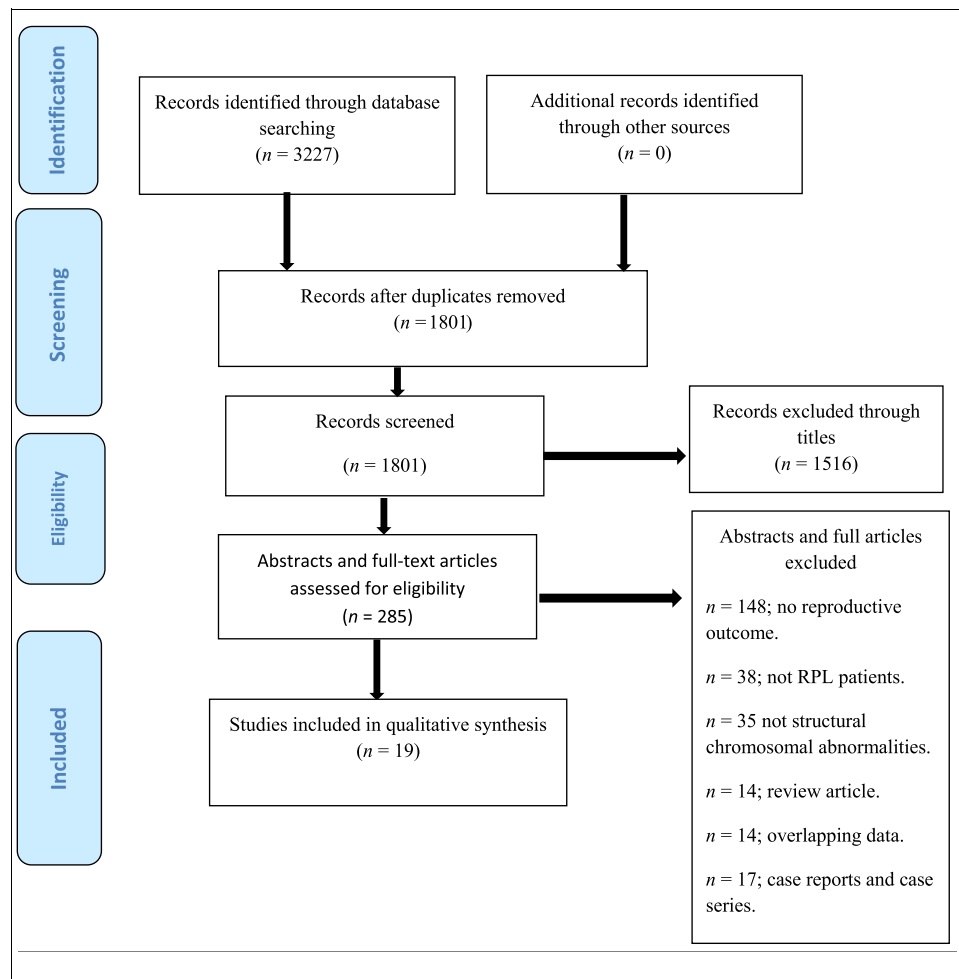 Identification
Records identified through database
searching
(n = 3227)
Additional records identified
through other sources
(n = 0)
Screening
Records after duplicates removed
(n =1801)
Records screened
(n = 1801)
Records excluded through
titles
(n = 1516)
Eligibility
Abstracts and full-text articles
assessed for eligibility
(n = 285)
Abstracts and full articles
excluded
n = 148; no reproductive
outcome.
n = 38; not RPL patients.
n = 35 not structural
chromosomal abnormalities.
n = 14; review article.
n = 14; overlapping data.
n = 17; case reports and case
series.
Included
Studies included in qualitative synthesis
(n = 19)